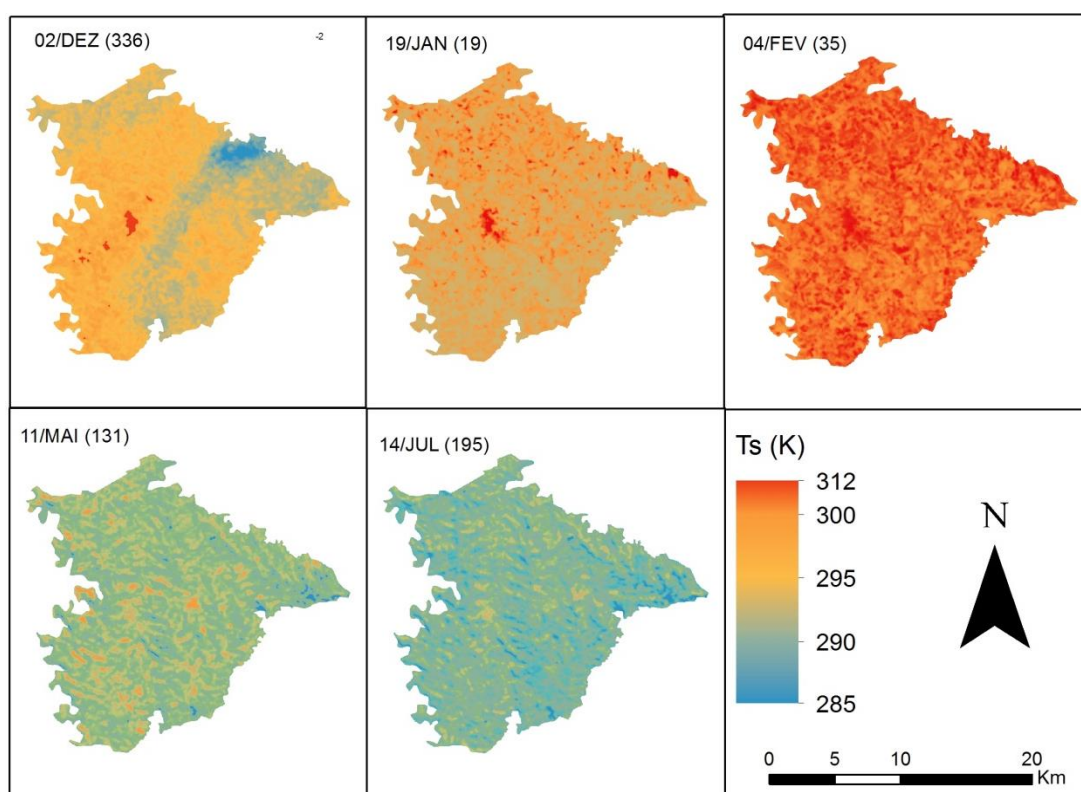 02/DEZ (336)
-2
19/JAN (19)
04/FEV (35)
11/MAI (131)
14/JUL (195)
Ts (K)
312
300
295
290
285
N
0 5 10 20
Km